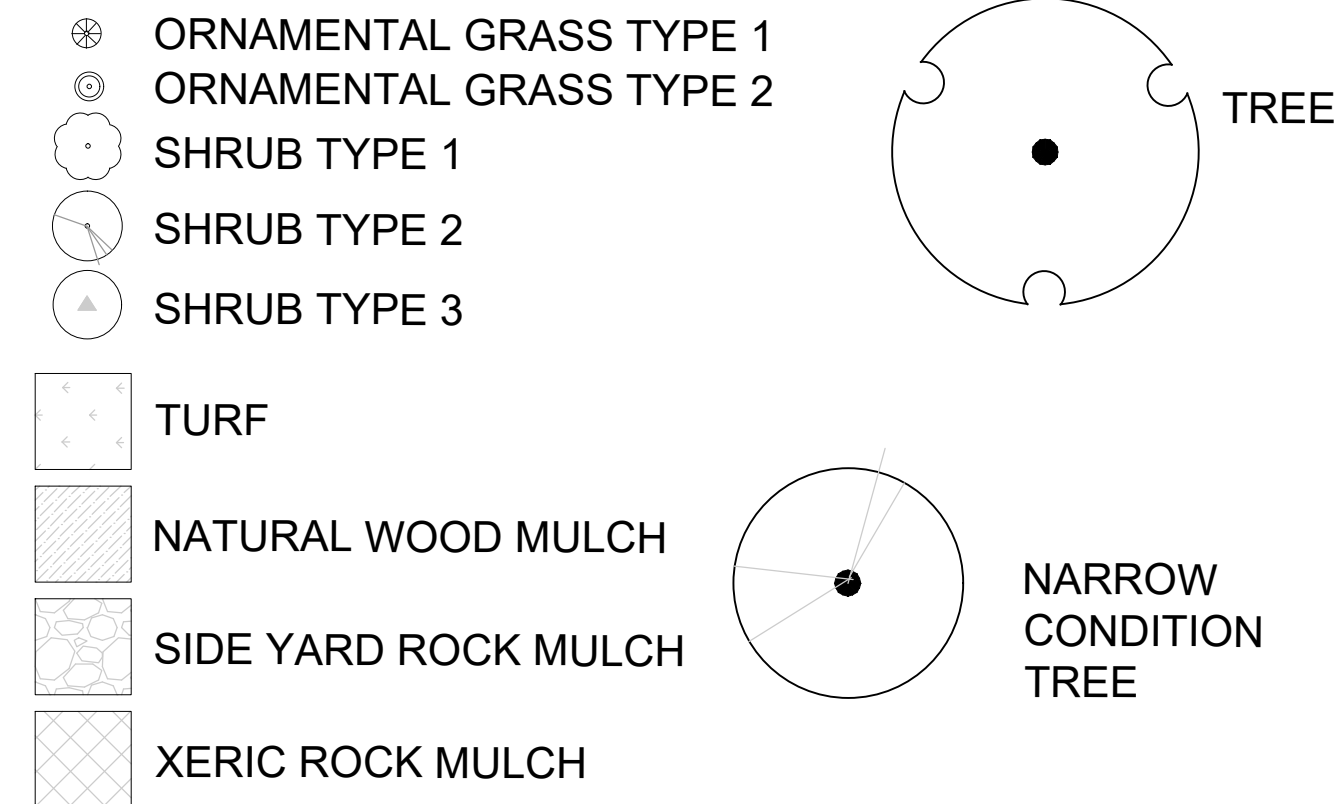 ORNAMENTAL GRASS TYPE 1
ORNAMENTAL GRASS TYPE 2
SHRUB TYPE 1
SHRUB TYPE 2
SHRUB TYPE 3
TURF
NATURAL WOOD MULCH
SIDE YARD ROCK MULCH
XERIC ROCK MULCH
TREE
NARROW
CONDITION
TREE